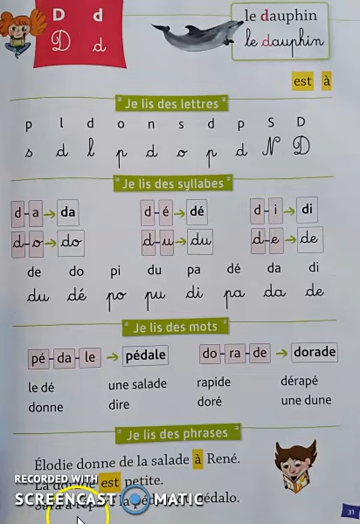 D d
D d
le dauphin
le dauphin
est à
Je lis des lettres
p l d o n s d p S D
s d l p d o p d N D
Je lis des syllabes
d-a → da d-é → dé d-i → di
d-o → do d-u → du d-e → de
de do pi du pa dé da di
du dé po pu di pa da de
Je lis des mots
pé-da-le → pédale do-ra-de → dorade
le dé une salade rapide dérapé
donne dire doré une dune
Je lis des phrases
Élodie donne de la salade à René.
La est petite.
RECORDED WITH
SCREENCAST MATIC
la pédalo.
31